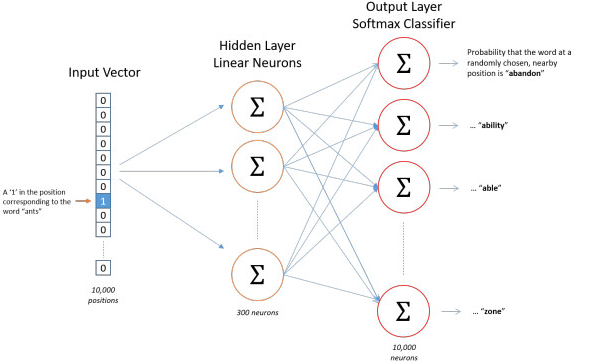 Output Layer
Softmax Classifier
Hidden Layer
Linear Neurons
Input Vector
0
0
0
0
0
0
0
1
0
0
0
A ‘1’ in the position
corresponding to the
word “ants”
10,000
positions
Σ
Σ
Σ
300 neurons
Σ
Σ
Σ
Σ
10,000
neurons
Probability that the word at a
randomly chosen, nearby
position is “abandon”
... “ability”
... “able”
... “zone”